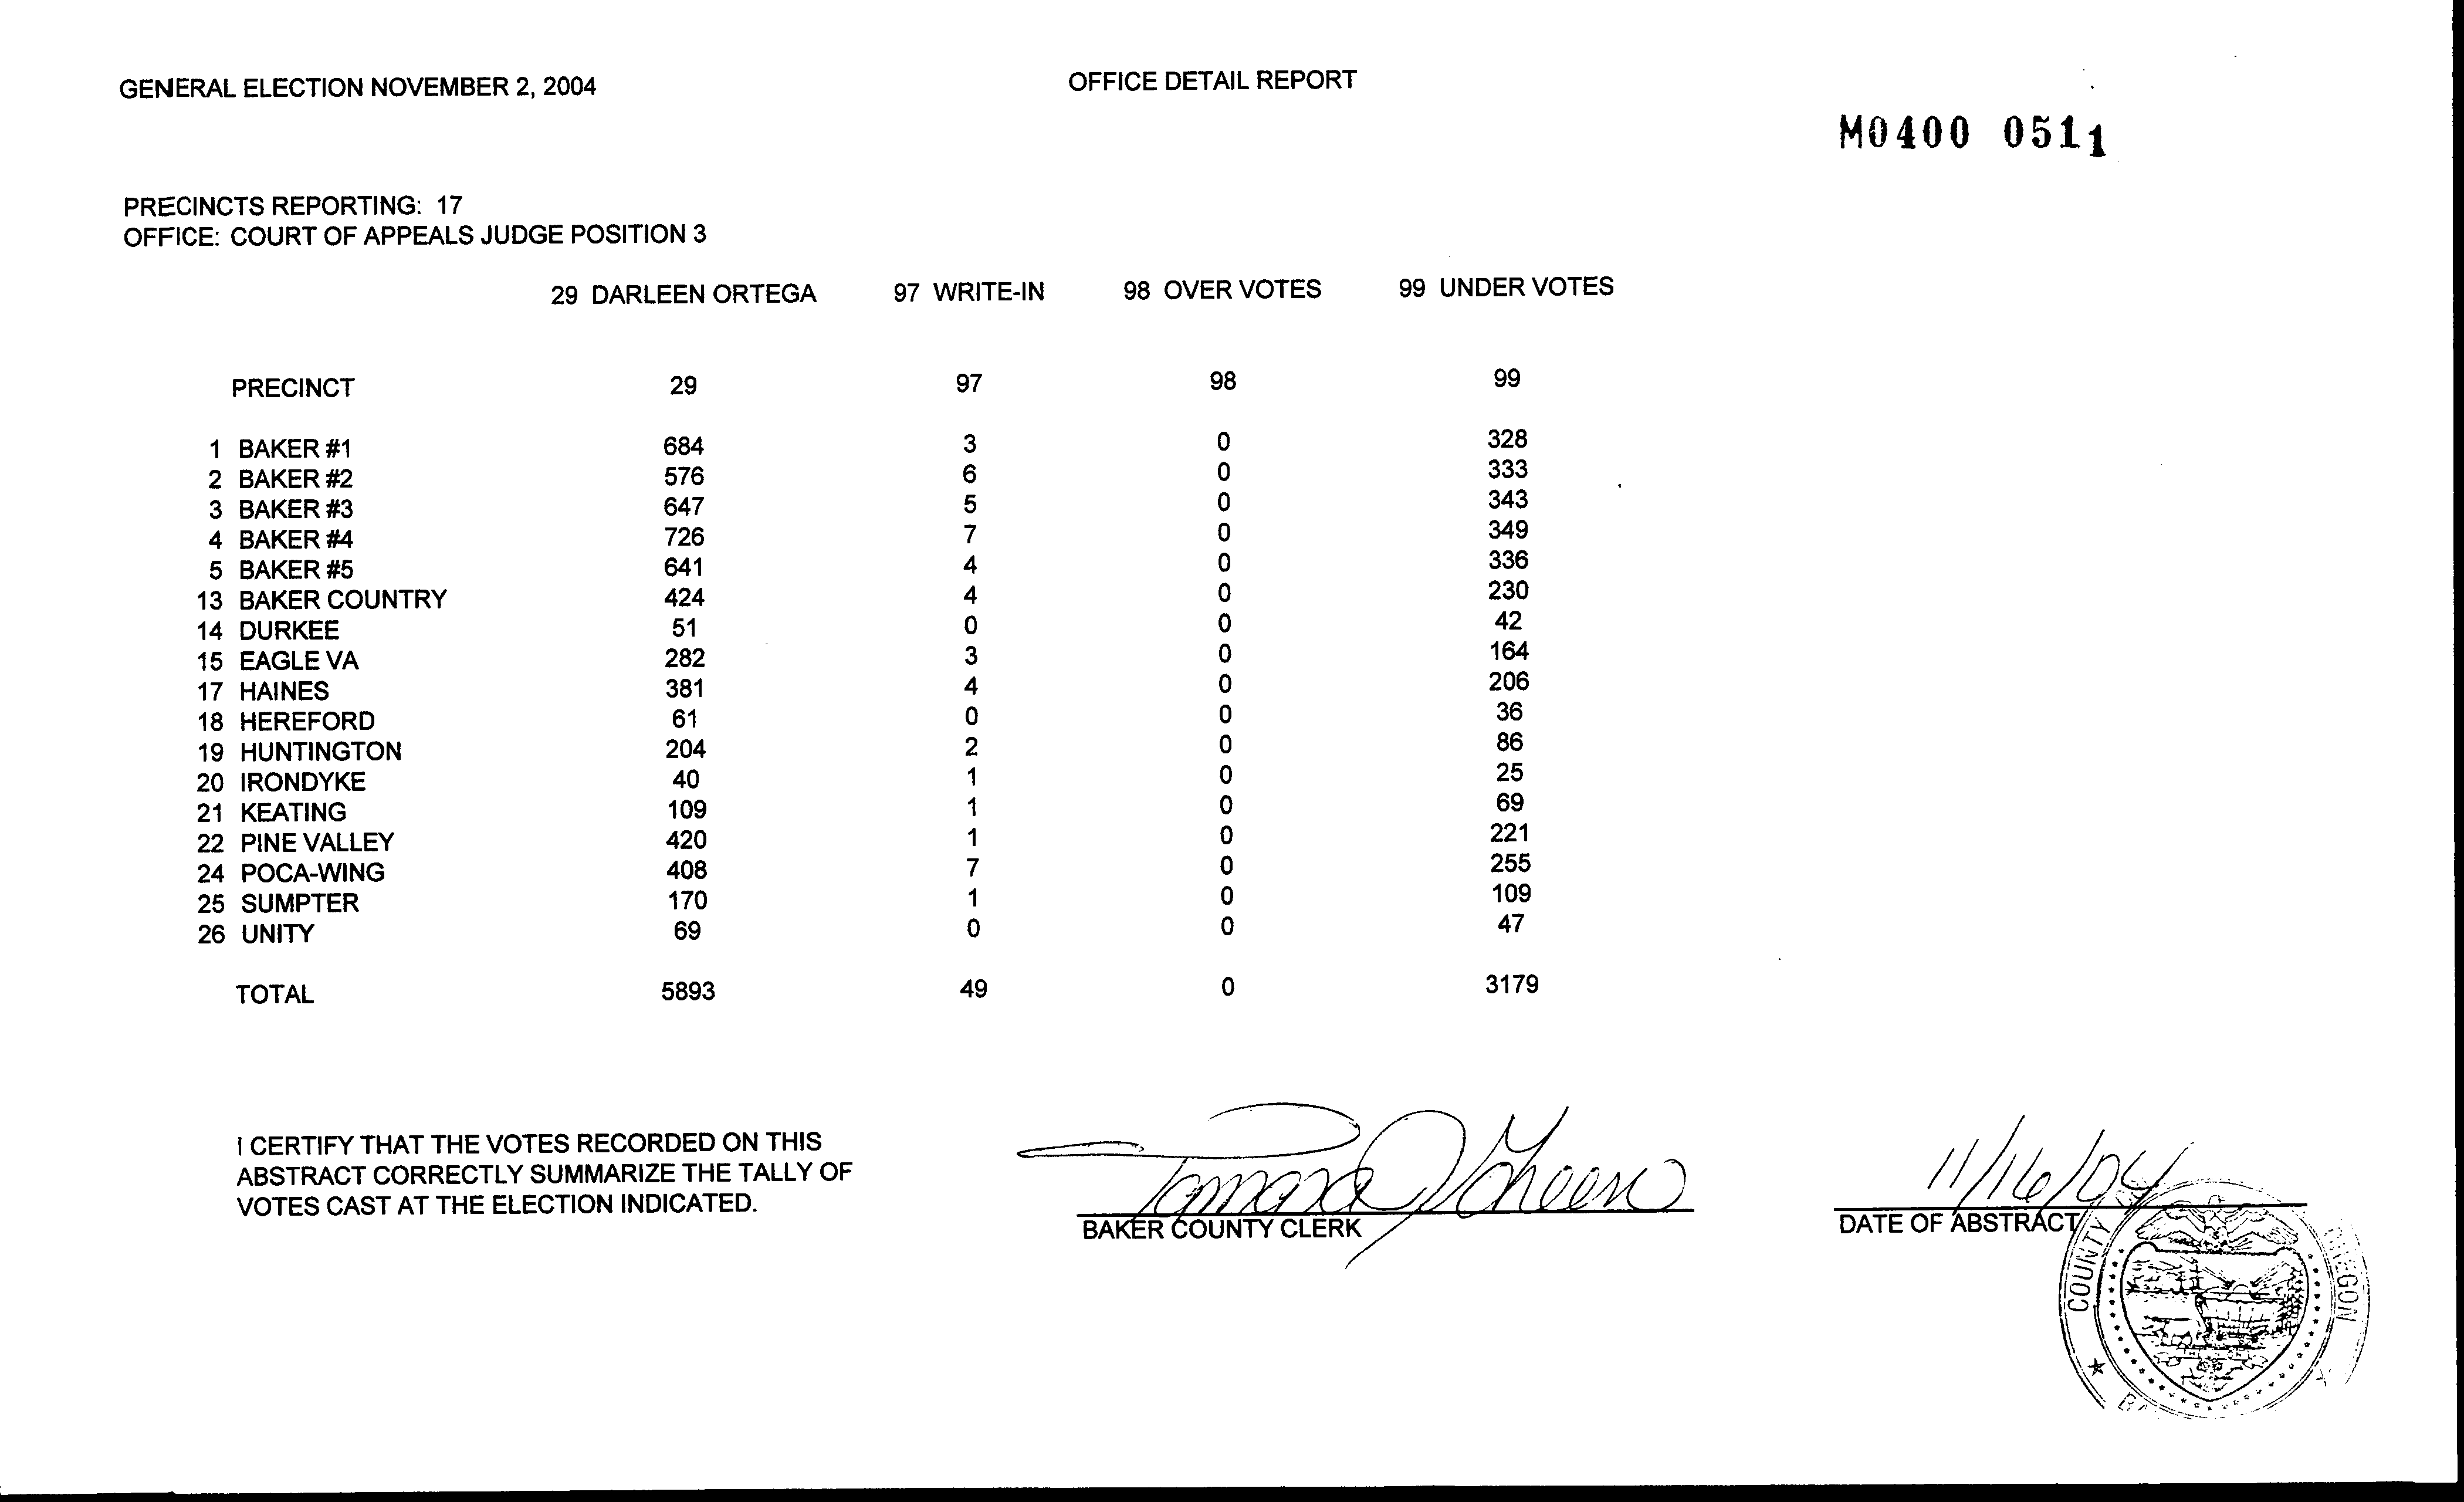 GENERAL ELECTION NOVEMBER 2, 2004 OFFICE DETAIL REPORT
M0400 0511
PRECINCTS REPORTING: 17
OFFICE: COURT OF APPEALS JUDGE POSITION 3
29 DARLEEN ORTEGA 97 WRITE-IN 98 OVER VOTES 99 UNDER VOTES
PRECINCT 29 97 98 99
1 BAKER #1 684 3 0 328
2 BAKER #2 576 6 0 333
3 BAKER #3 647 5 0 343
4 BAKER #4 726 7 0 349
5 BAKER #5 641 4 0 336
13 BAKER COUNTRY 424 4 0 230
14 DURKEE 51 0 0 42
15 EAGLE VA 282 3 0 164
17 HAINES 381 4 0 206
18 HEREFORD 61 0 0 36
19 HUNTINGTON 204 2 0 86
20 IRONDYKE 40 1 0 25
21 KEATING 109 1 0 69
22 PINE VALLEY 420 1 0 221
24 POCA-WING 408 7 0 255
25 SUMPTER 170 1 0 109
26 UNITY 69 0 0 47
TOTAL 5893 49 0 3179
I CERTIFY THAT THE VOTES RECORDED ON THIS
ABSTRACT CORRECTLY SUMMARIZE THE TALLY OF
VOTES CAST AT THE ELECTION INDICATED.
Tamara J Green
BAKER COUNTY CLERK
11/16/04
DATE OF ABSTRACT
COUNTY
OREGON